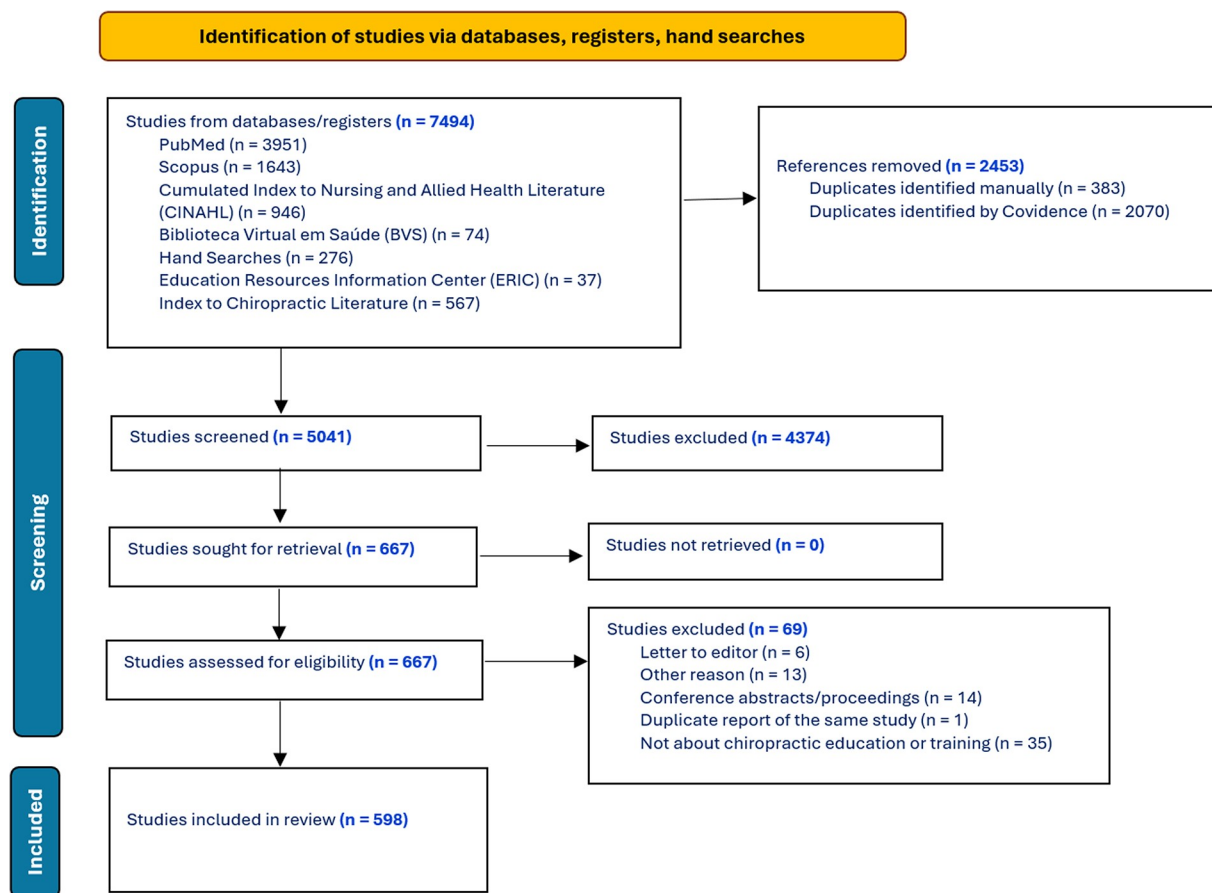 Identification of studies via databases, registers, hand searches
Identification
Studies from databases/registers (n = 7494)
PubMed (n = 3951)
Scopus (n = 1643)
Cumulated Index to Nursing and Allied Health Literature
(CINAHL) (n = 946)
Biblioteca Virtual em Saúde (BVS) (n = 74)
Hand Searches (n = 276)
Education Resources Information Center (ERIC) (n = 37)
Index to Chiropractic Literature (n = 567)
References removed (n = 2453)
Duplicates identified manually (n = 383)
Duplicates identified by Covidence (n = 2070)
Screening
Studies screened (n = 5041)
Studies excluded (n = 4374)
Studies sought for retrieval (n = 667)
Studies not retrieved (n = 0)
Studies assessed for eligibility (n = 667)
Studies excluded (n = 69)
Letter to editor (n = 6)
Other reason (n = 13)
Conference abstracts/proceedings (n = 14)
Duplicate report of the same study (n = 1)
Not about chiropractic education or training (n = 35)
Included
Studies included in review (n = 598)